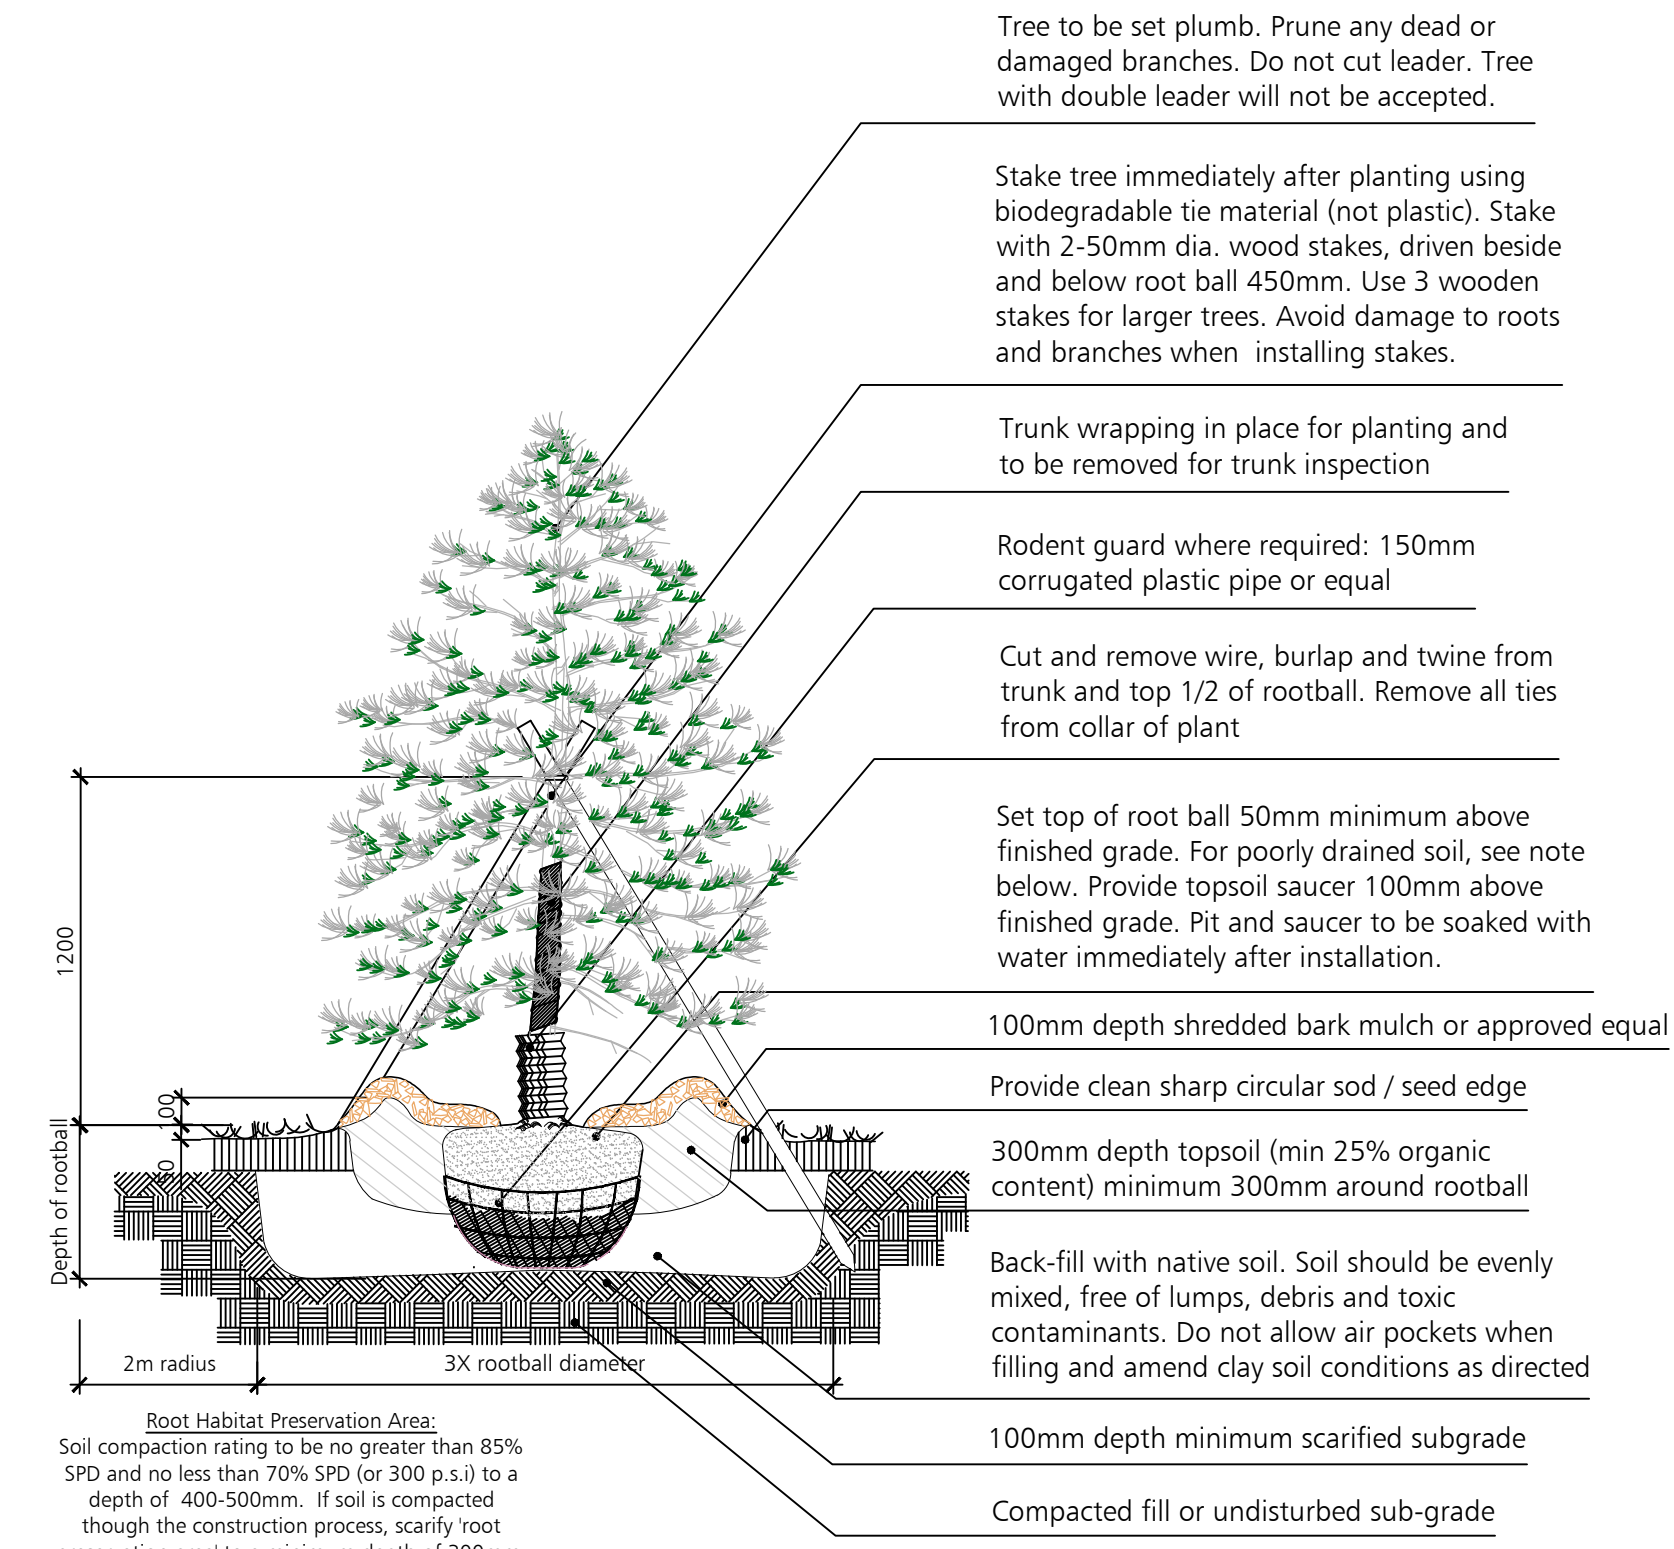 Tree to be set plumb. Prune any dead or
damaged branches. Do not cut leader. Tree
with double leader will not be accepted.
Stake tree immediately after planting using
biodegradable tie material (not plastic). Stake
with 2-50mm dia. wood stakes, driven beside
and below root ball 450mm. Use 3 wooden
stakes for larger trees. Avoid damage to roots
and branches when  installing stakes.
Trunk wrapping in place for planting and
to be removed for trunk inspection
Rodent guard where required: 150mm
corrugated plastic pipe or equal
Cut and remove wire, burlap and twine from
trunk and top 1/2 of rootball. Remove all ties
from collar of plant
Set top of root ball 50mm minimum above
finished grade. For poorly drained soil, see note
below. Provide topsoil saucer 100mm above
finished grade. Pit and saucer to be soaked with
water immediately after installation.
100mm depth shredded bark mulch or approved equal
Provide clean sharp circular sod / seed edge
300mm depth topsoil (min 25% organic
content) minimum 300mm around rootball
Back-fill with native soil. Soil should be evenly
mixed, free of lumps, debris and toxic
contaminants. Do not allow air pockets when
filling and amend clay soil conditions as directed
100mm depth minimum scarified subgrade
Compacted fill or undisturbed sub-grade
1200
100
50
Depth of rootball
2m radius
3X rootball diameter
Root Habitat Preservation Area:
Soil compaction rating to be no greater than 85%
SPD and no less than 70% SPD (or 300 p.s.i) to a
depth of  400-500mm.  If soil is compacted
though the construction process, scarify 'root
preservation area' to a minimum depth of 300mm